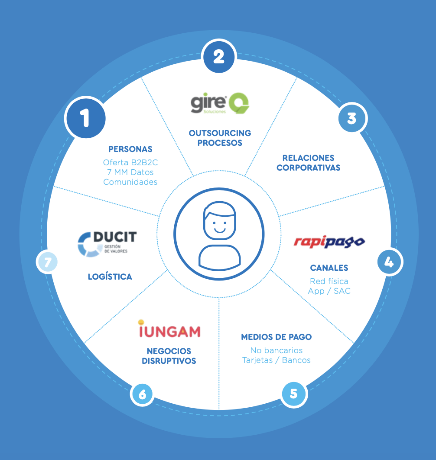 1
PERSONAS
Oferta B2B2C
7 MM Datos
Comunidades
2
gire
OUTSOURCING
PROCESOS
3
RELACIONES
CORPORATIVAS
4
rapipago
CANALES
Red física
App / SAC
5
MEDIOS DE PAGO
No bancarios
Tarjetas / Bancos
6
IUNGAM
NEGOCIOS
DISRUPTIVOS
7
DUCIT
GESTIÓN
DE VALORES
LOGÍSTICA